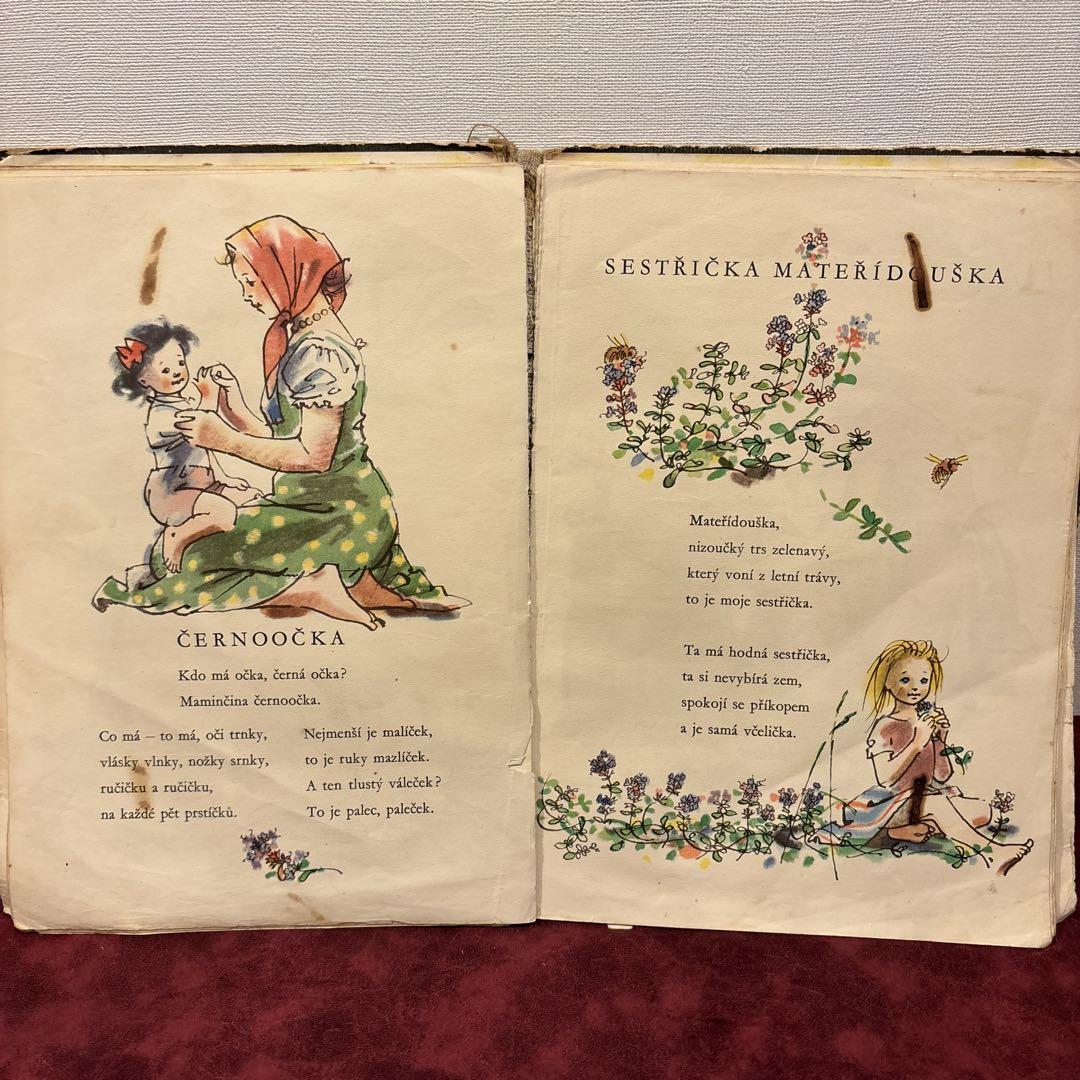 ČERNOOČKA
Kdo má očka, černá očka?
Maminčina černoočka.
Co má – to má, oči trnky,
vlásky vlnky, nožky srnky,
ručičku a ručičku,
na každé pět prstíčků.
Nejmenší je malíček,
to je ruky mazlíček.
A ten tlustý váleček?
To je palec, paleček.
SESTŘIČKA MATEŘÍDOUŠKA
Mateřídouška,
nizoučký trs zelenavý,
který voní z letní trávy,
to je moje sestřička.
Ta má hodná sestřička,
ta si nevybírá zem,
spokojí se příkopem
a je samá včelička.